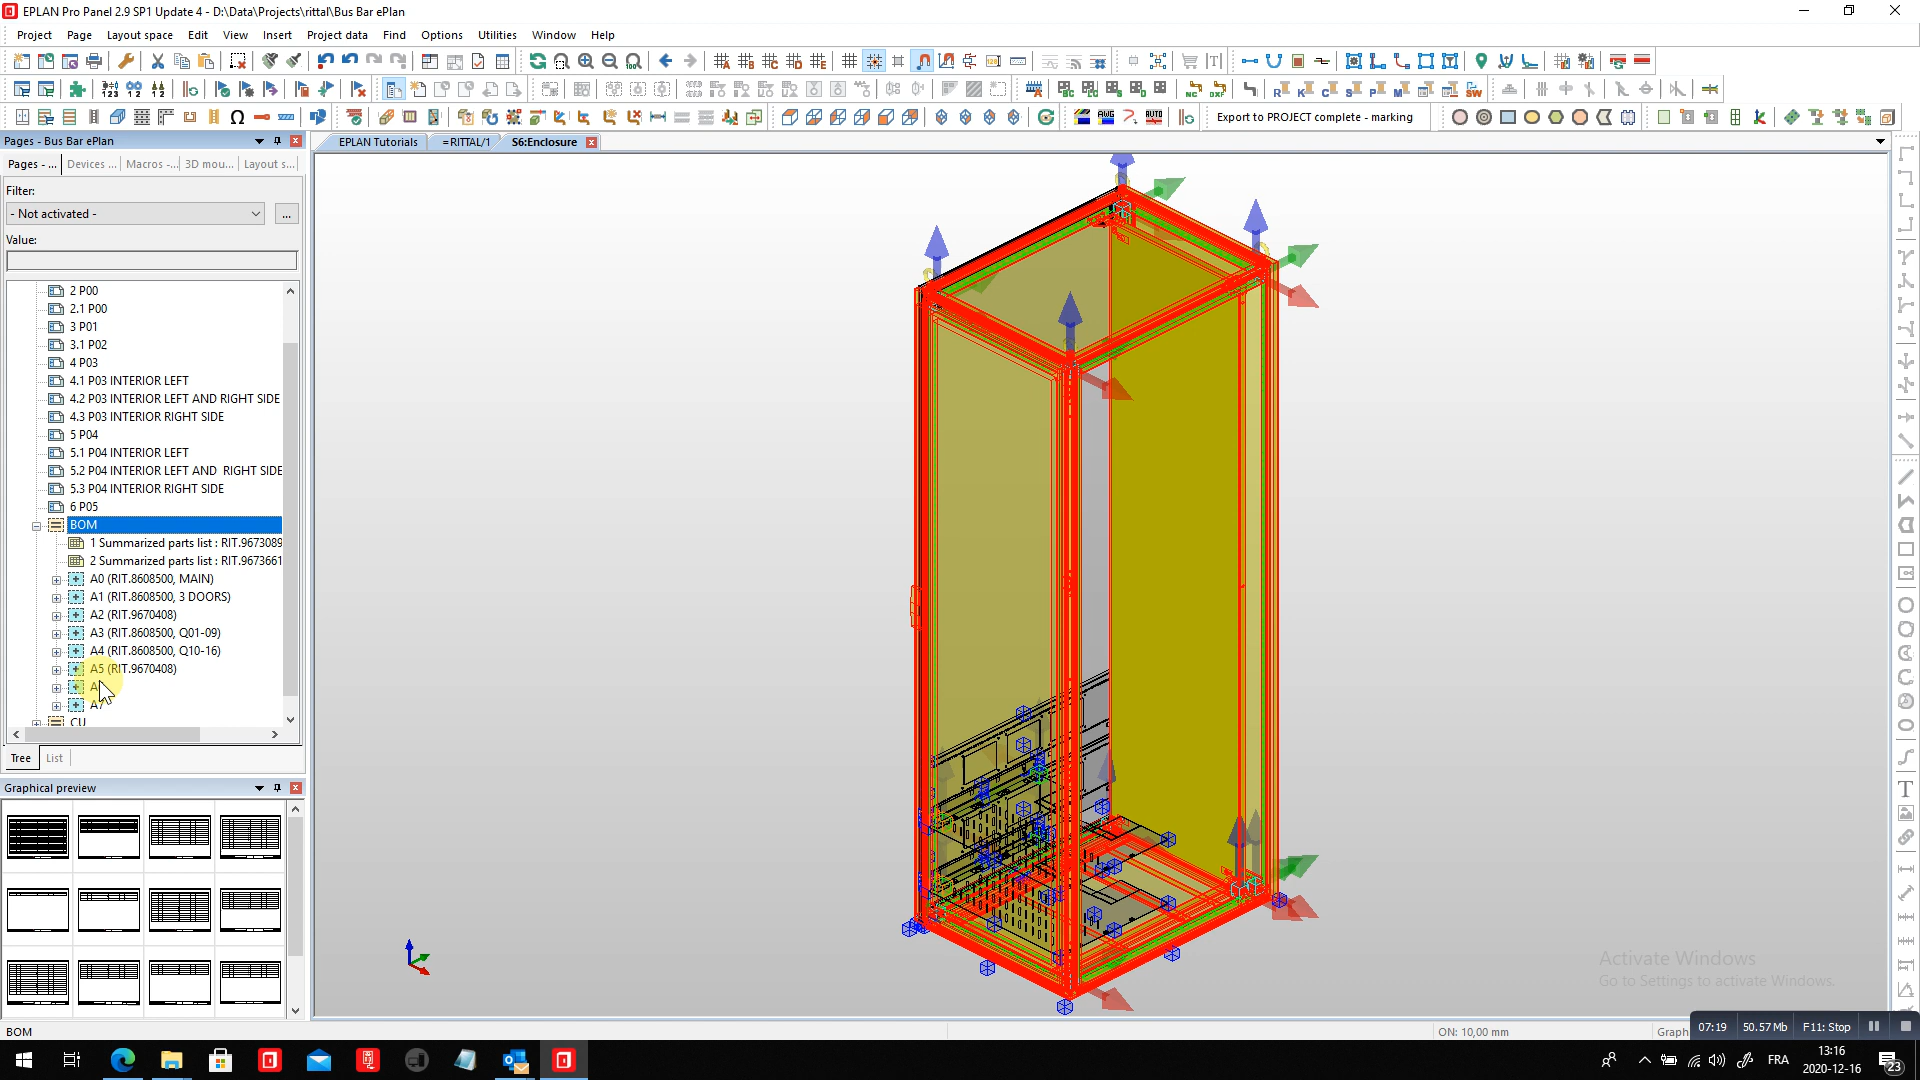 EPLAN Pro Panel 2.9 SP1 Update 4 - D:\Data\Projects\rittal\Bus Bar ePlan
Project Page Layout space Edit View Insert Project data Find Options Utilities Window Help
Export to PROJECT complete - marking
Pages - Bus Bar ePlan
EPLAN Tutorials
=RITTAL/1
S6:Enclosure
Pages - ...
Devices ...
Macros -...
3D mou...
Layout s...
Filter:
- Not activated -
...
Value:
2 P00
2.1 P00
3 P01
3.1 P02
4 P03
4.1 P03 INTERIOR LEFT
4.2 P03 INTERIOR LEFT AND RIGHT SIDE
4.3 P03 INTERIOR RIGHT SIDE
5 P04
5.1 P04 INTERIOR LEFT
5.2 P04 INTERIOR LEFT AND RIGHT SIDE
5.3 P04 INTERIOR RIGHT SIDE
6 P05
BOM
1 Summarized parts list : RIT.9673089
2 Summarized parts list : RIT.9673661
A0 (RIT.8608500, MAIN)
A1 (RIT.8608500, 3 DOORS)
A2 (RIT.9670408)
A3 (RIT.8608500, Q01-09)
A4 (RIT.8608500, Q10-16)
A5 (RIT.9670408)
A7
CU
Tree
List
Graphical preview
Activate Windows
Go to Settings to activate Windows.
BOM
ON: 10,00 mm
Graph
07:19 50.57Mb F11: Stop
FRA
13:16
2020-12-16
23